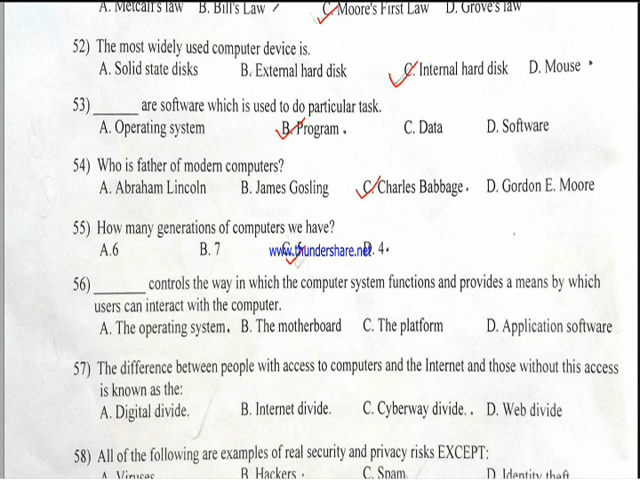 A. Metcalf's law B. Bill's Law C. Moore's First Law D. Grove's law
52) The most widely used computer device is.
A. Solid state disks B. External hard disk C. Internal hard disk D. Mouse
53) ______ are software which is used to do particular task.
A. Operating system B. Program. C. Data D. Software
54) Who is father of modern computers?
A. Abraham Lincoln B. James Gosling C. Charles Babbage. D. Gordon E. Moore
55) How many generations of computers we have?
A.6 B. 7 C. 5 D. 4.
www.thundershare.net
56) ________ controls the way in which the computer system functions and provides a means by which
users can interact with the computer.
A. The operating system. B. The motherboard C. The platform D. Application software
57) The difference between people with access to computers and the Internet and those without this access
is known as the:
A. Digital divide. B. Internet divide. C. Cyberway divide. . D. Web divide
58) All of the following are examples of real security and privacy risks EXCEPT:
A. Viruses B. Hackers. C. Spam. D. Identity theft